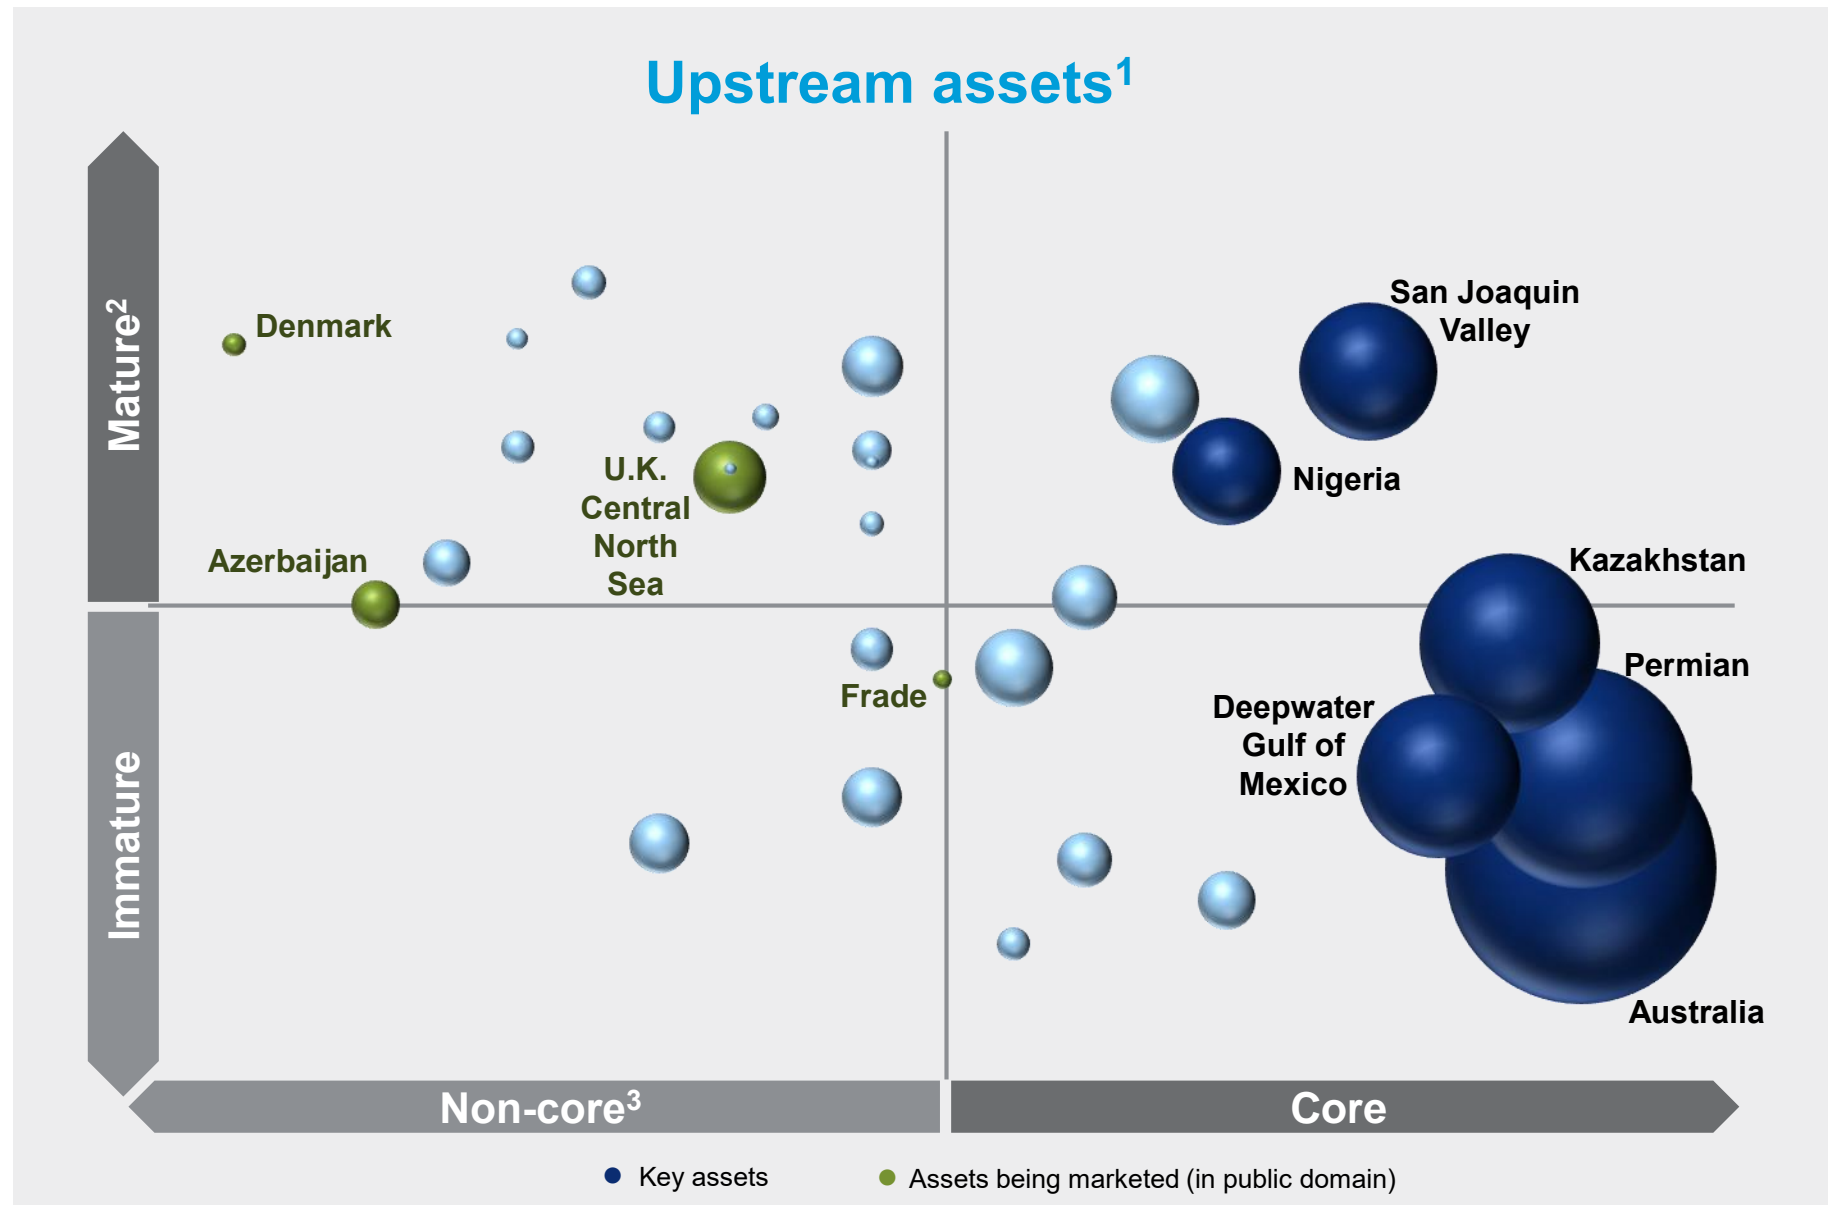 Upstream assets¹
Mature²
Immature
Denmark
San Joaquin
Valley
U.K.
Central
North
Sea
Nigeria
Azerbaijan
Kazakhstan
Frade
Permian
Deepwater
Gulf of
Mexico
Australia
Non-core³
Core
Key assets
Assets being marketed (in public domain)